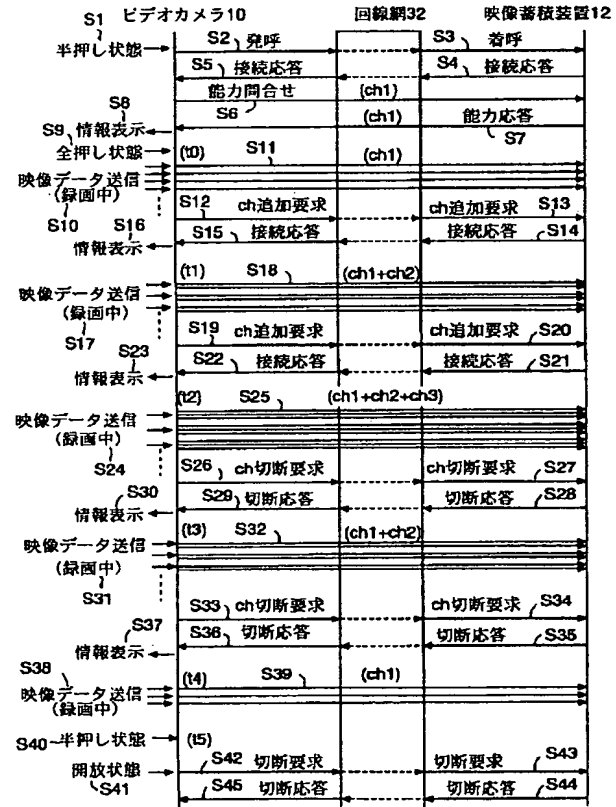 ビデオカメラ10 回線網32 映像蓄積装置12
S1
半押し状態 S2 発呼 S3 着呼
S5 接続応答 S4 接続応答
能力問合せ (ch1)
S6
S8 (ch1) 能力応答
S9 情報表示 S7
全押し状態 (t0) S11 (ch1)
映像データ送信
(録画中) S12 ch追加要求 ch追加要求 S13
S10 S16 S15 接続応答 接続応答 S14
情報表示
(t1) S18 (ch1+ch2)
映像データ送信
(録画中)
S17 S19 ch追加要求 ch追加要求 S20
S23 S22 接続応答 接続応答 S21
情報表示
(t2) S25 (ch1+ch2+ch3)
映像データ送信
(録画中)
S24 S26 ch切断要求 ch切断要求 S27
S30 S29 切断応答 切断応答 S28
情報表示
(t3) S32 (ch1+ch2)
映像データ送信
(録画中)
S31
S33 ch切断要求 ch切断要求 S34
S37 S36 切断応答 切断応答 S35
情報表示
S38 (t4) S39 (ch1)
映像データ送信
(録画中)
S40 半押し状態 (t5)
S42 切断要求 切断要求 S43
開放状態
S41 S45 切断応答 切断応答 S44